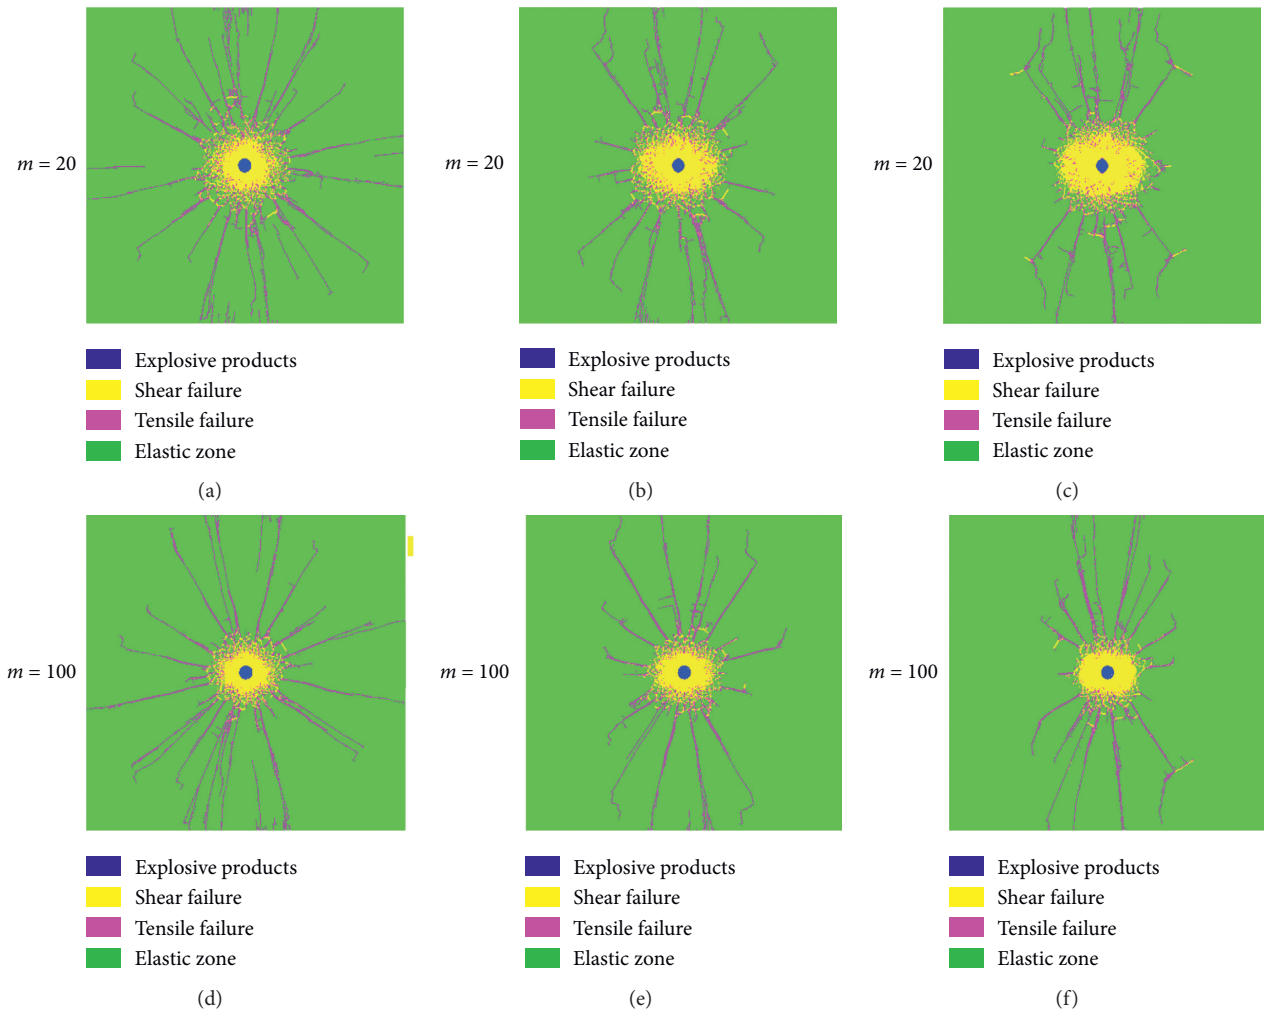 m = 20
m = 20
m = 20
Explosive products
Shear failure
Tensile failure
Elastic zone
(a)
Explosive products
Shear failure
Tensile failure
Elastic zone
(b)
Explosive products
Shear failure
Tensile failure
Elastic zone
(c)
m = 100
m = 100
m = 100
Explosive products
Shear failure
Tensile failure
Elastic zone
(d)
Explosive products
Shear failure
Tensile failure
Elastic zone
(e)
Explosive products
Shear failure
Tensile failure
Elastic zone
(f)